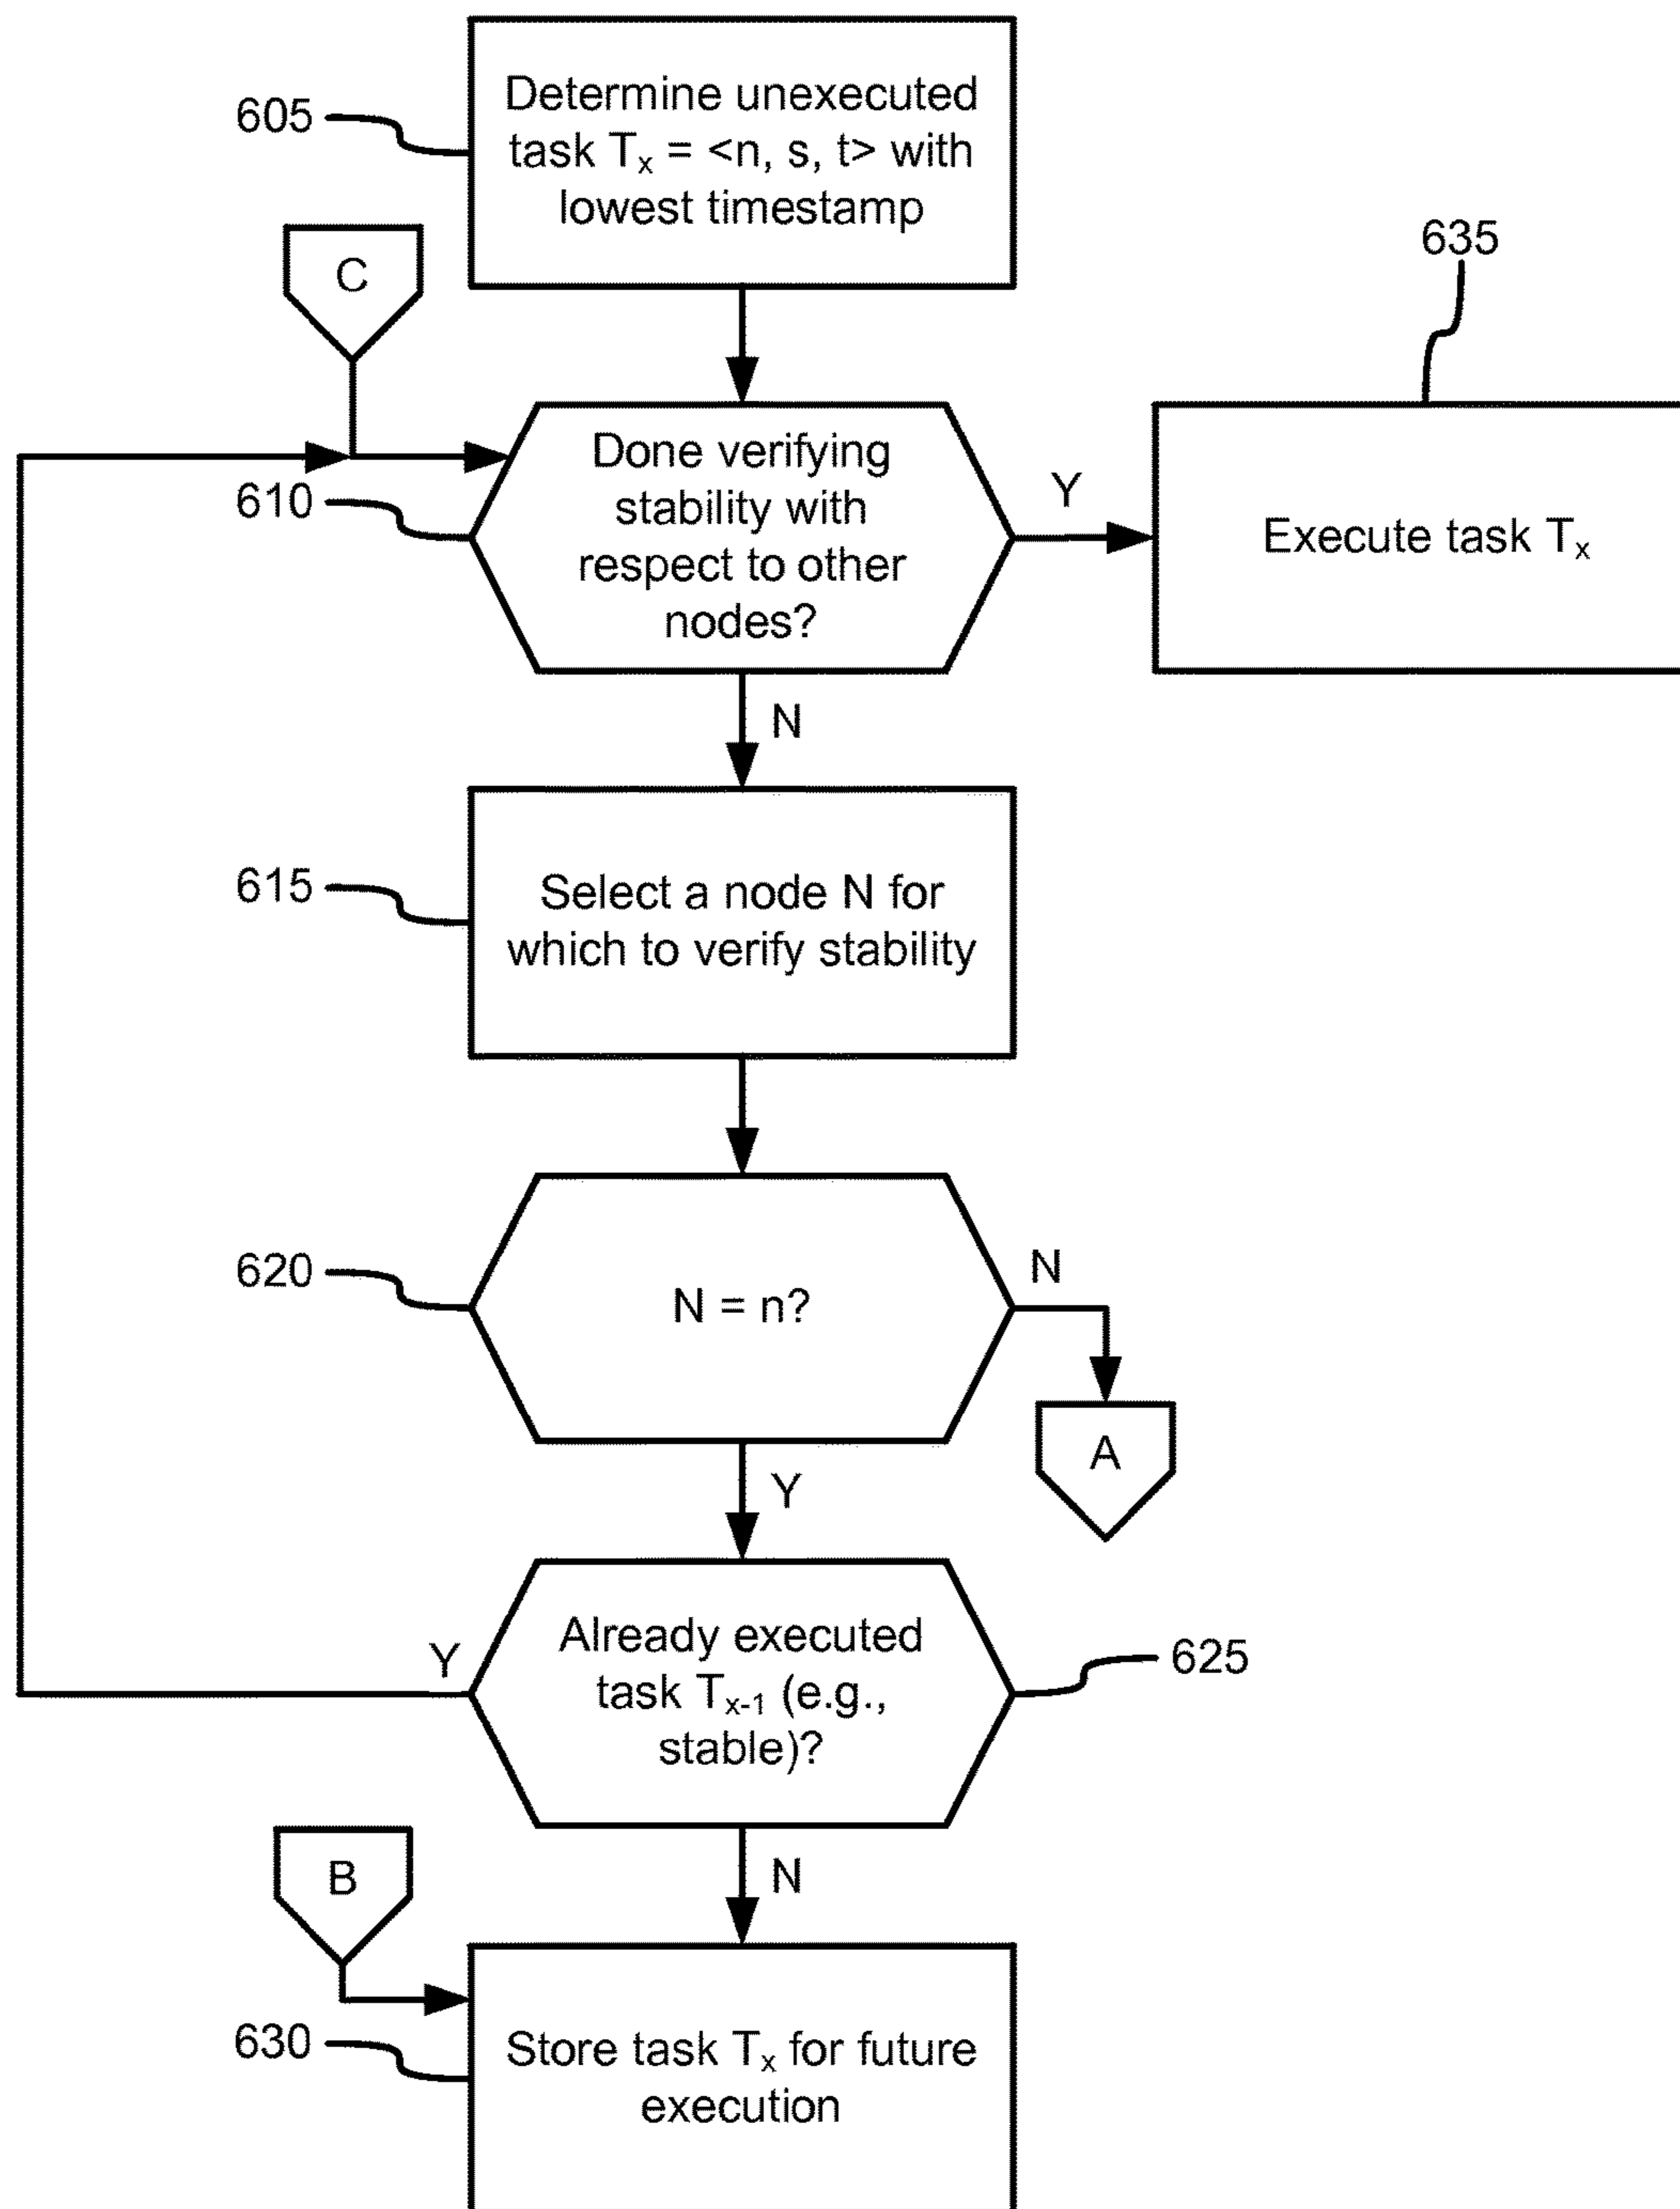 605
Determine unexecuted
task Tₓ = <n, s, t> with
lowest timestamp
C
635
610
Done verifying
stability with
respect to other
nodes?
Y
Execute task Tₓ
N
615
Select a node N for
which to verify stability
620
N = n?
N
A
Y
Already executed
task Tₓ₋₁ (e.g.,
stable)?
Y
625
B
N
630
Store task Tₓ for future
execution